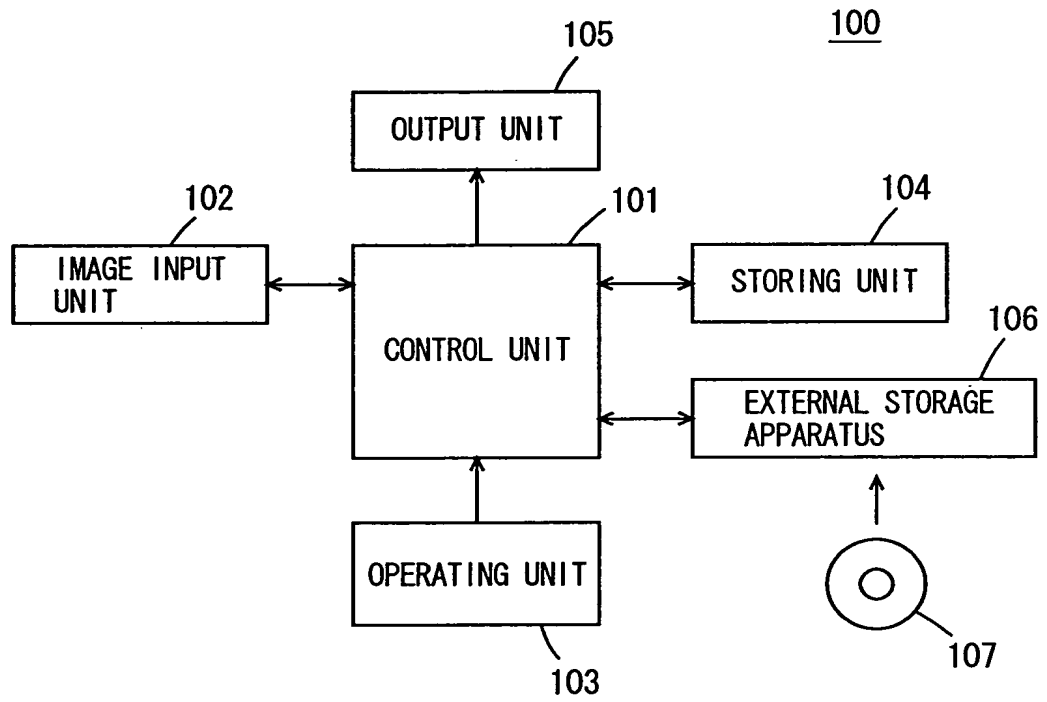 100
105
OUTPUT UNIT
102
101
104
IMAGE INPUT
UNIT
STORING UNIT
CONTROL UNIT
106
EXTERNAL STORAGE
APPARATUS
OPERATING UNIT
103
107